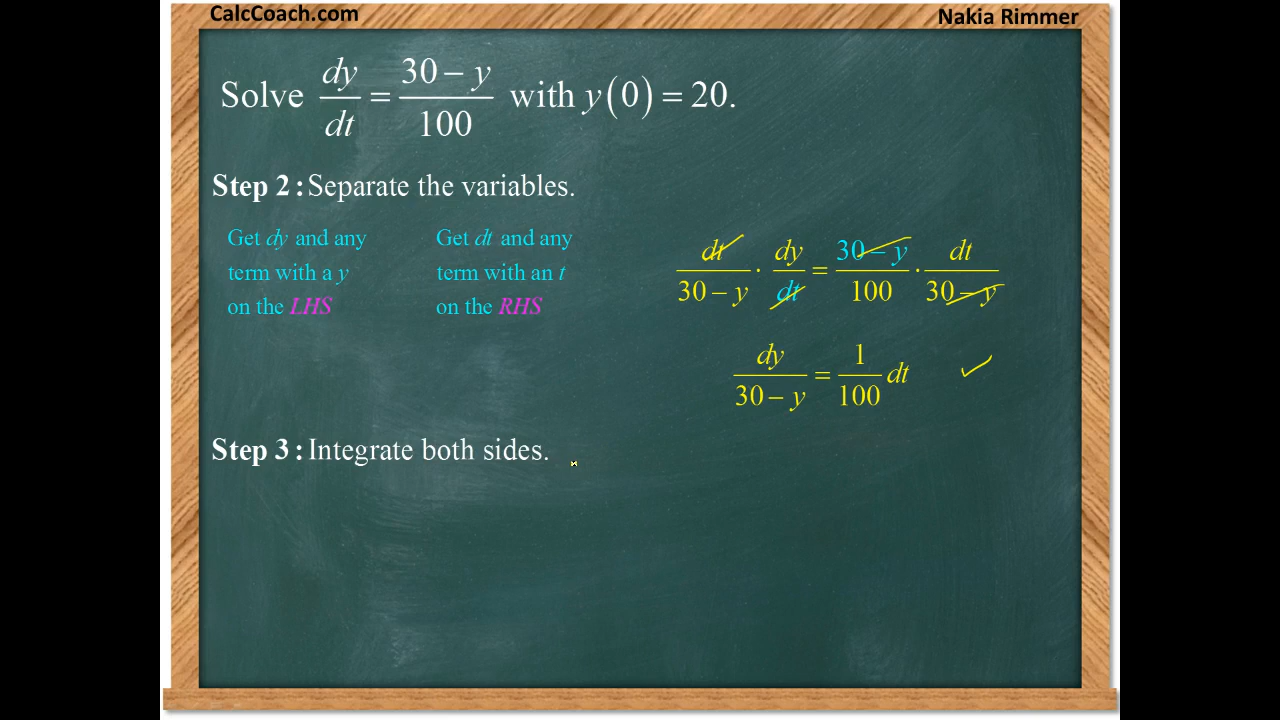 CalcCoach.com
Nakia Rimmer
Solve dy/dt = (30 − y)/100 with y(0) = 20.
Step 2 : Separate the variables.
Get dy and any
term with a y
on the LHS
Get dt and any
term with an t
on the RHS
dt/(30 − y) · dy/dt = (30 − y)/100 · dt/(30 − y)
dy/(30 − y) = 1/100 dt ✓
Step 3 : Integrate both sides.